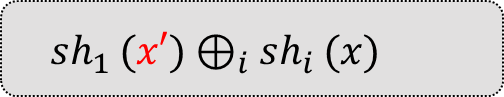 sh₁ (x′) ⊕ᵢ shᵢ (x)